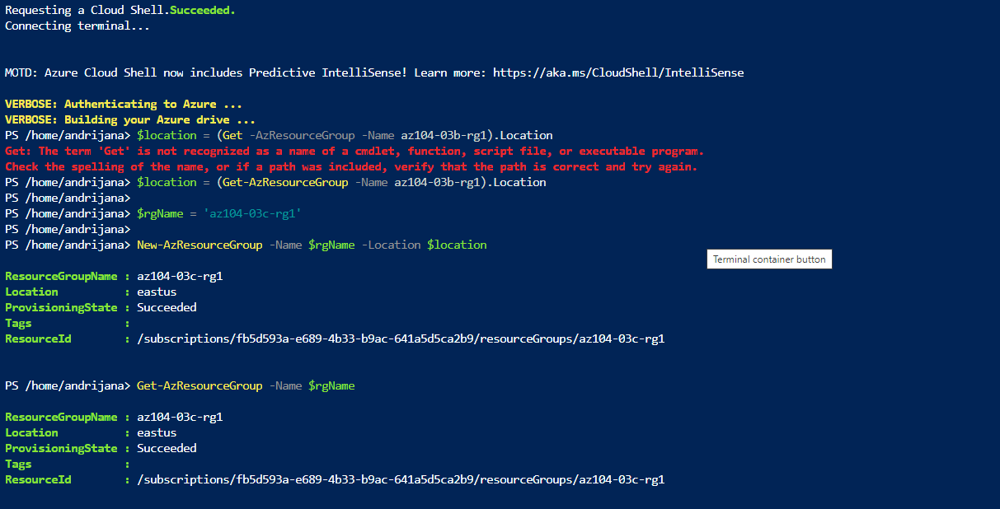 Requesting a Cloud Shell.Succeeded.
Connecting terminal...
MOTD: Azure Cloud Shell now includes Predictive IntelliSense! Learn more: https://aka.ms/CloudShell/IntelliSense
VERBOSE: Authenticating to Azure ...
VERBOSE: Building your Azure drive ...
PS /home/andrijana> $location = (Get -AzResourceGroup -Name az104-03b-rg1).Location
Get: The term 'Get' is not recognized as a name of a cmdlet, function, script file, or executable program.
Check the spelling of the name, or if a path was included, verify that the path is correct and try again.
PS /home/andrijana> $location = (Get-AzResourceGroup -Name az104-03b-rg1).Location
PS /home/andrijana>
PS /home/andrijana> $rgName = 'az104-03c-rg1'
PS /home/andrijana>
PS /home/andrijana> New-AzResourceGroup -Name $rgName -Location $location
Terminal container button
ResourceGroupName : az104-03c-rg1
Location : eastus
ProvisioningState : Succeeded
Tags :
ResourceId : /subscriptions/fb5d593a-e689-4b33-b9ac-641a5d5ca2b9/resourceGroups/az104-03c-rg1
PS /home/andrijana> Get-AzResourceGroup -Name $rgName
ResourceGroupName : az104-03c-rg1
Location : eastus
ProvisioningState : Succeeded
Tags :
ResourceId : /subscriptions/fb5d593a-e689-4b33-b9ac-641a5d5ca2b9/resourceGroups/az104-03c-rg1